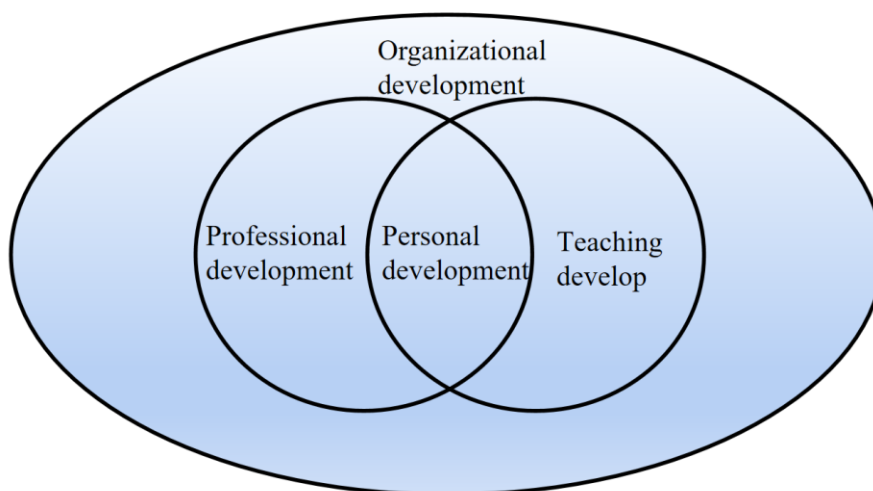 Organizational
development
Professional
development
Personal
development
Teaching
develop